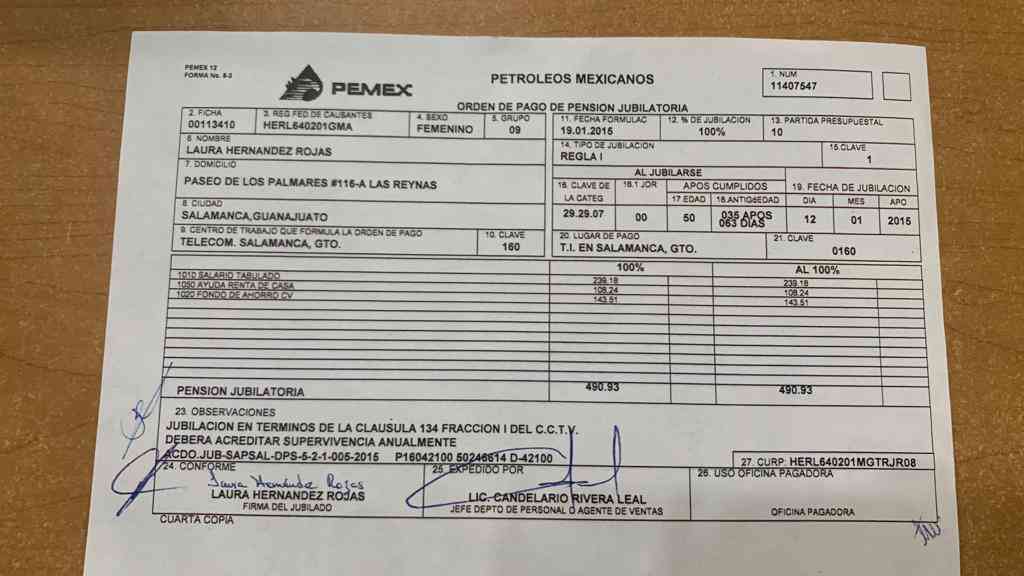 PEMEX 12
FORMA No. 5-3
PEMEX
PETROLEOS MEXICANOS
1. NUM
11407547
ORDEN DE PAGO DE PENSION JUBILATORIA
2. FICHA
00113410
3. REG.FED.DE CAUSANTES
HERL640201GMA
4. SEXO
FEMENINO
5. GRUPO
09
11. FECHA FORMULAC
19.01.2015
12. % DE JUBILACION
100%
13. PARTIDA PRESUPUESTAL
10
6. NOMBRE
LAURA HERNANDEZ ROJAS
14. TIPO DE JUBILACION
REGLA I
15.CLAVE
1
7. DOMICILIO
PASEO DE LOS PALMARES #115-A LAS REYNAS
AL JUBILARSE
16. CLAVE DE
LA CATEG
16.1 JOR
APOS CUMPLIDOS
17.EDAD
18.ANTIGëEDAD
19. FECHA DE JUBILACION
DIA
MES
APO
29.29.07
00
50
035 APOS
063 DIAS
12
01
2015
8. CIUDAD
SALAMANCA,GUANAJUATO
9. CENTRO DE TRABAJO QUE FORMULA LA ORDEN DE PAGO
TELECOM. SALAMANCA, GTO.
10. CLAVE
160
20. LUGAR DE PAGO
T.I. EN SALAMANCA, GTO.
21. CLAVE
0160
100%
AL 100%
1010 SALARIO TABULADO 239.18 239.18
1050 AYUDA RENTA DE CASA 108.24 108.24
1020 FONDO DE AHORRO CV 143.51 143.51
PENSION JUBILATORIA 490.93 490.93
23. OBSERVACIONES
JUBILACION EN TERMINOS DE LA CLAUSULA 134 FRACCION I DEL C.C.T.V.
DEBERA ACREDITAR SUPERVIVENCIA ANUALMENTE
ACDO.JUB-SAPSAL-DPS-5-2-1-005-2015 P16042100 50246614 D-42100
27. CURP: HERL640201MGTRJR08
24. CONFORME
Laura Hernández Rojas
LAURA HERNANDEZ ROJAS
FIRMA DEL JUBILADO
25. EXPEDIDO POR
LIC. CANDELARIO RIVERA LEAL
JEFE DEPTO DE PERSONAL O AGENTE DE VENTAS
26. USO OFICINA PAGADORA
OFICINA PAGADORA
CUARTA COPIA